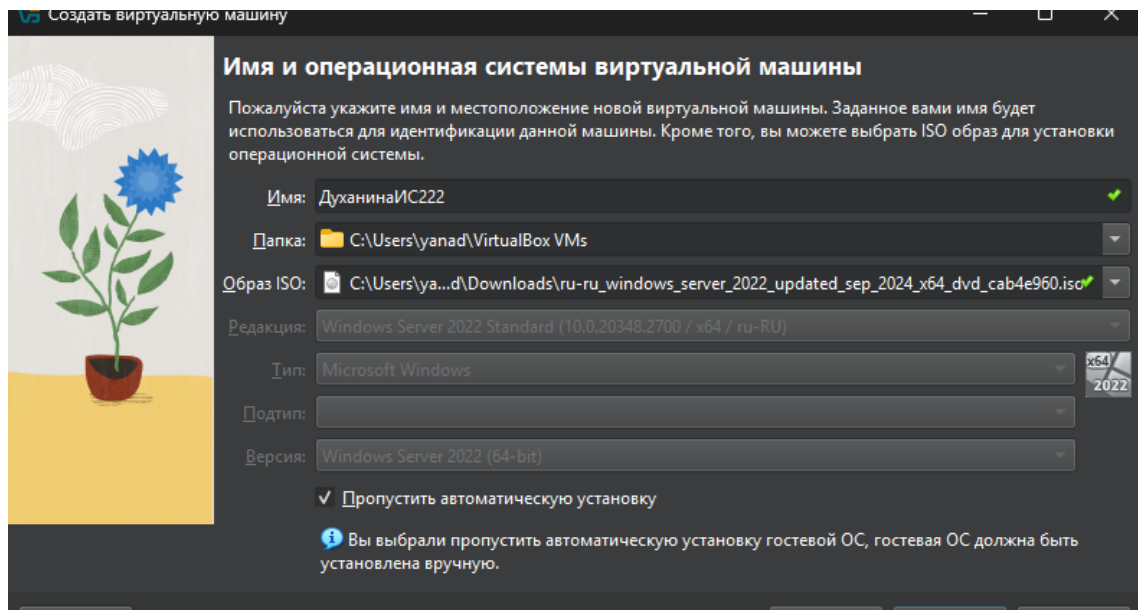 Создать виртуальную машину
Имя и операционная системы виртуальной машины
Пожалуйста укажите имя и местоположение новой виртуальной машины. Заданное вами имя будет
использоваться для идентификации данной машины. Кроме того, вы можете выбрать ISO образ для установки
операционной системы.
Имя: ДуханинаИС222
Папка: C:\Users\yanad\VirtualBox VMs
Образ ISO: C:\Users\ya...d\Downloads\ru-ru_windows_server_2022_updated_sep_2024_x64_dvd_cab4e960.iso
Редакция: Windows Server 2022 Standard (10.0.20348.2700 / x64 / ru-RU)
Тип: Microsoft Windows
x64
2022
Подтип:
Версия: Windows Server 2022 (64-bit)
Пропустить автоматическую установку
Вы выбрали пропустить автоматическую установку гостевой ОС, гостевая ОС должна быть
установлена вручную.